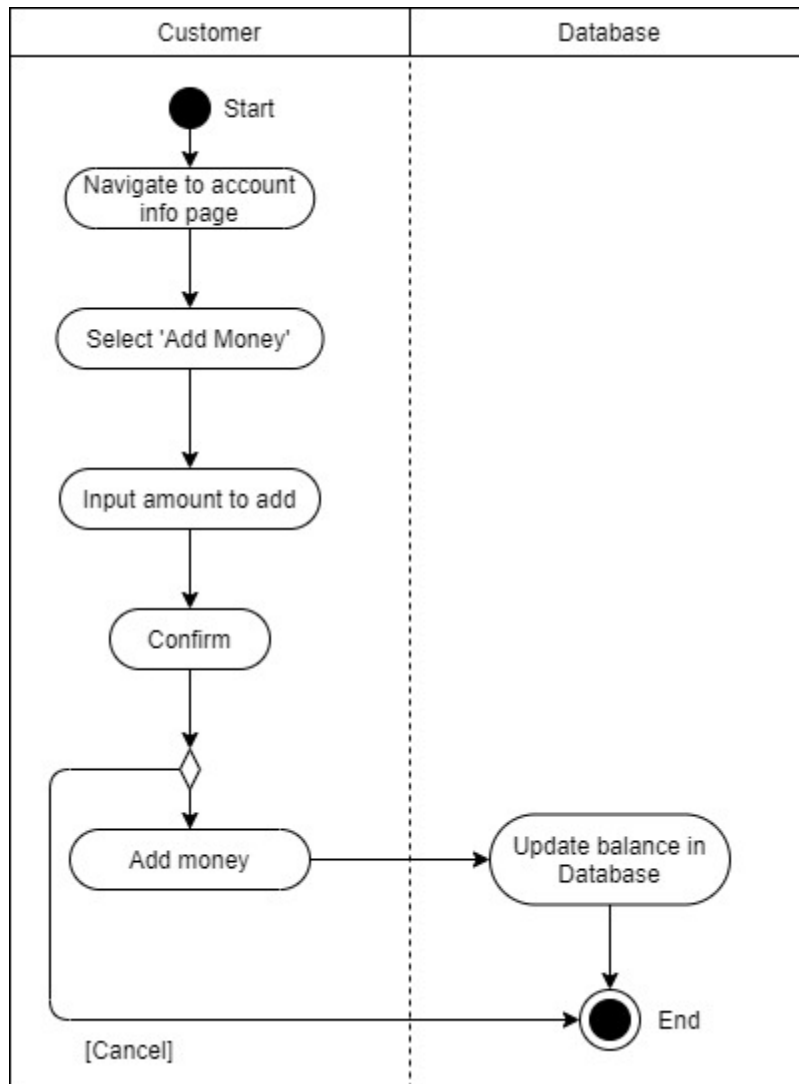 Customer
Database
Start
Navigate to account
info page
Select 'Add Money'
Input amount to add
Confirm
Add money
Update balance in
Database
End
[Cancel]